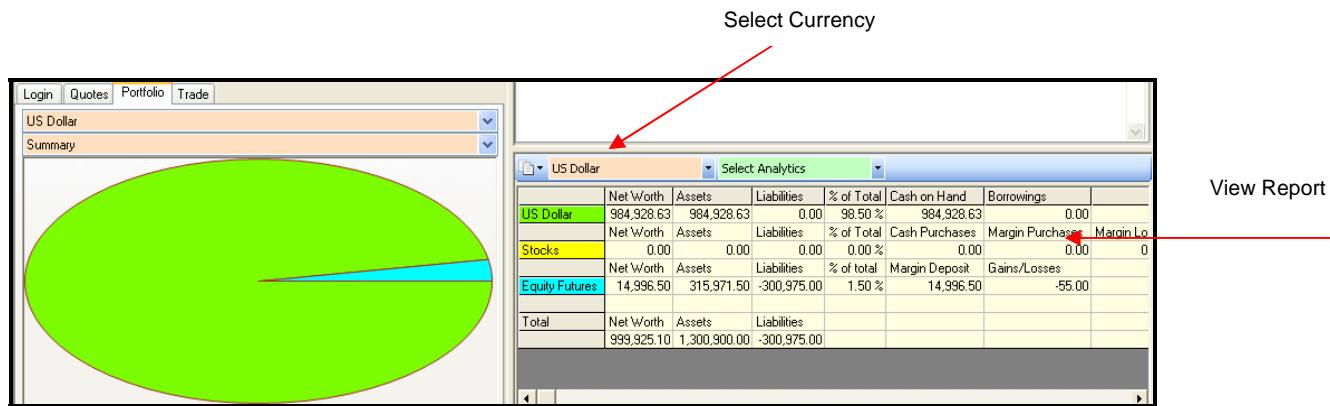 Select Currency
Login Quotes Portfolio Trade
US Dollar
Summary
US Dollar Select Analytics
Net Worth Assets Liabilities % of Total Cash on Hand Borrowings
US Dollar 984,928.63 984,928.63 0.00 98.50 % 984,928.63 0.00
Net Worth Assets Liabilities % of Total Cash Purchases Margin Purchases Margin Lo
Stocks 0.00 0.00 0.00 0.00 % 0.00 0.00 0
Net Worth Assets Liabilities % of total Margin Deposit Gains/Losses
Equity Futures 14,996.50 315,971.50 -300,975.00 1.50 % 14,996.50 -55.00
Total Net Worth Assets Liabilities
999,925.10 1,300,900.00 -300,975.00
View Report